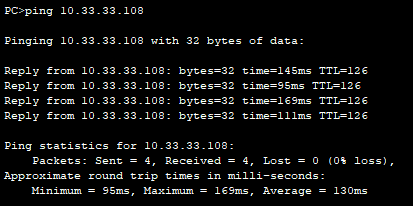 PC>ping 10.33.33.108
Pinging 10.33.33.108 with 32 bytes of data:
Reply from 10.33.33.108: bytes=32 time=145ms TTL=126
Reply from 10.33.33.108: bytes=32 time=95ms TTL=126
Reply from 10.33.33.108: bytes=32 time=169ms TTL=126
Reply from 10.33.33.108: bytes=32 time=111ms TTL=126
Ping statistics for 10.33.33.108:
    Packets: Sent = 4, Received = 4, Lost = 0 (0% loss),
Approximate round trip times in milli-seconds:
    Minimum = 95ms, Maximum = 169ms, Average = 130ms